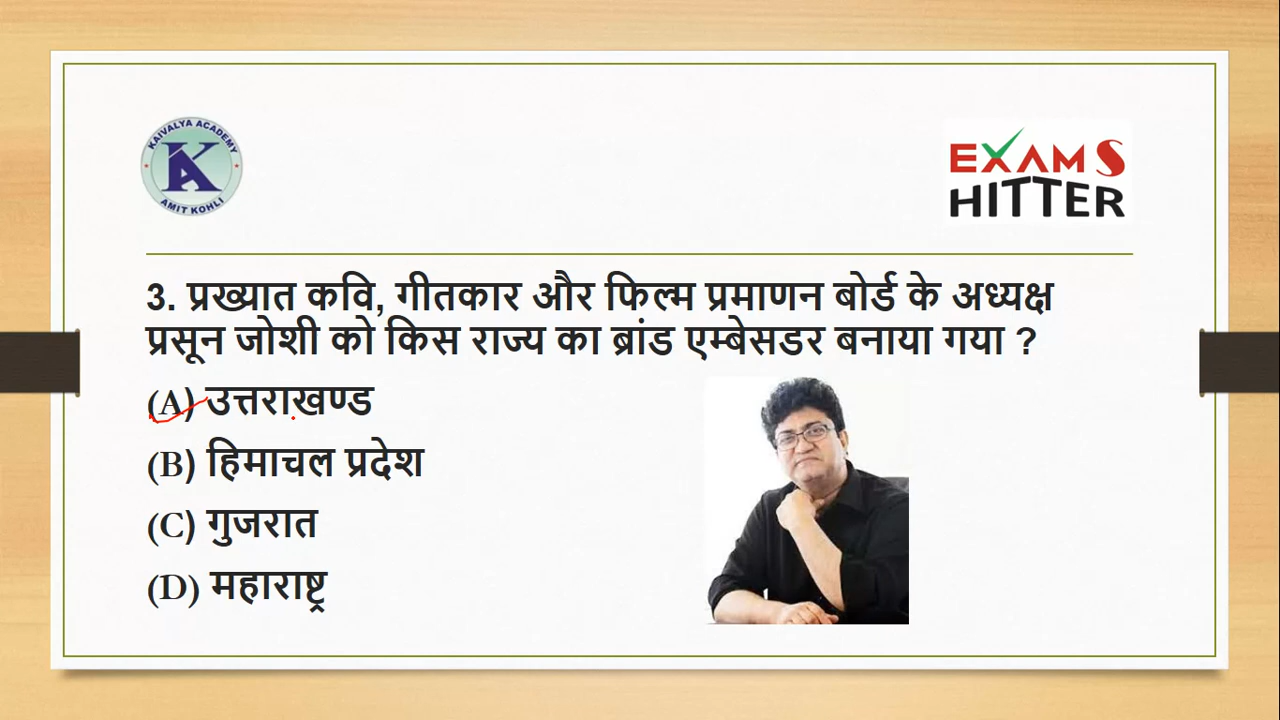 KAIVALYA ACADEMY
KA
AMIT KOHLI
EXAMS
HITTER
3. प्रख्यात कवि, गीतकार और फिल्म प्रमाणन बोर्ड के अध्यक्ष
प्रसून जोशी को किस राज्य का ब्रांड एम्बेसडर बनाया गया ?
(A) उत्तराखण्ड
(B) हिमाचल प्रदेश
(C) गुजरात
(D) महाराष्ट्र